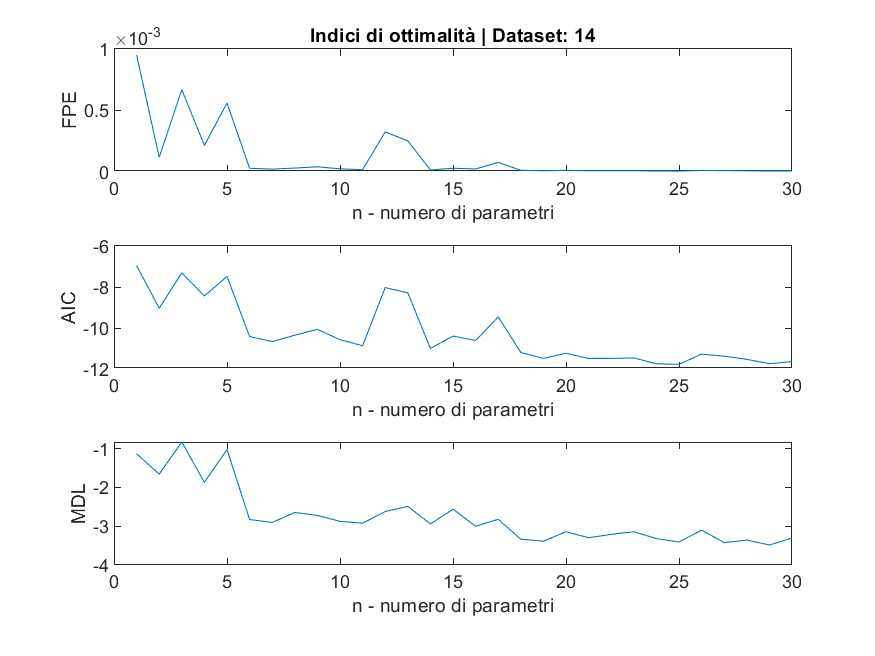 Indici di ottimalità | Dataset: 14
×10-3
1
0.5
0
FPE
0 5 10 15 20 25 30
n - numero di parametri
-6
-8
-10
-12
AIC
0 5 10 15 20 25 30
n - numero di parametri
-1
-2
-3
-4
MDL
0 5 10 15 20 25 30
n - numero di parametri